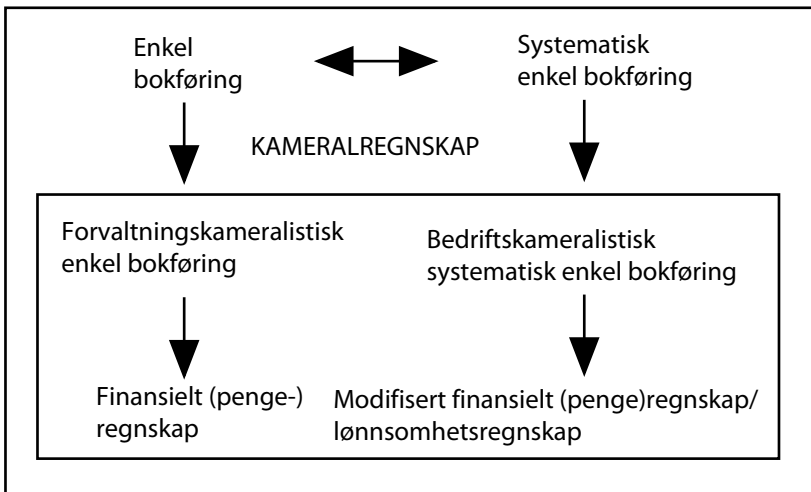 Enkel
bokføring
Systematisk
enkel bokføring
KAMERALREGNSKAP
Forvaltningskameralistisk
enkel bokføring
Bedriftskameralistisk
systematisk enkel bokføring
Finansielt (penge-)
regnskap
Modifisert finansielt (penge)regnskap/
lønnsomhetsregnskap